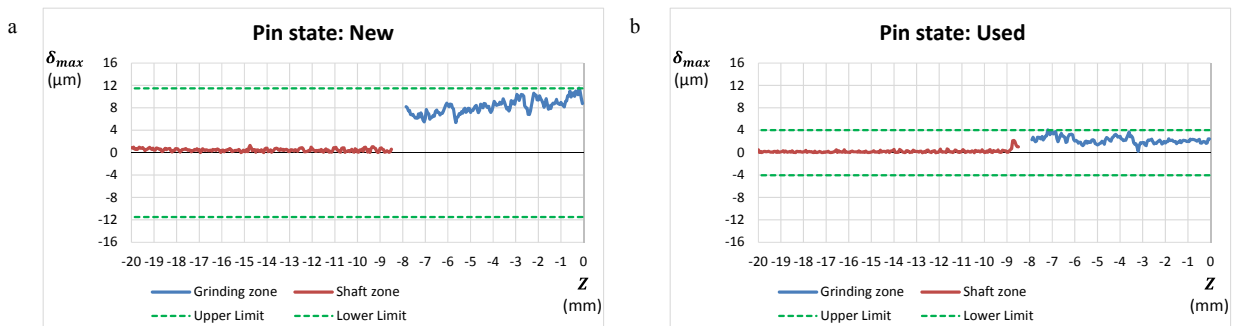 a
Pin state: New
δmax
(µm)
16
12
8
4
0
-4
-8
-12
-16
-20 -19 -18 -17 -16 -15 -14 -13 -12 -11 -10 -9 -8 -7 -6 -5 -4 -3 -2 -1 0
Z
(mm)
Grinding zone Shaft zone
Upper Limit Lower Limit
b
Pin state: Used
δmax
(µm)
16
12
8
4
0
-4
-8
-12
-16
-20 -19 -18 -17 -16 -15 -14 -13 -12 -11 -10 -9 -8 -7 -6 -5 -4 -3 -2 -1 0
Z
(mm)
Grinding zone Shaft zone
Upper Limit Lower Limit